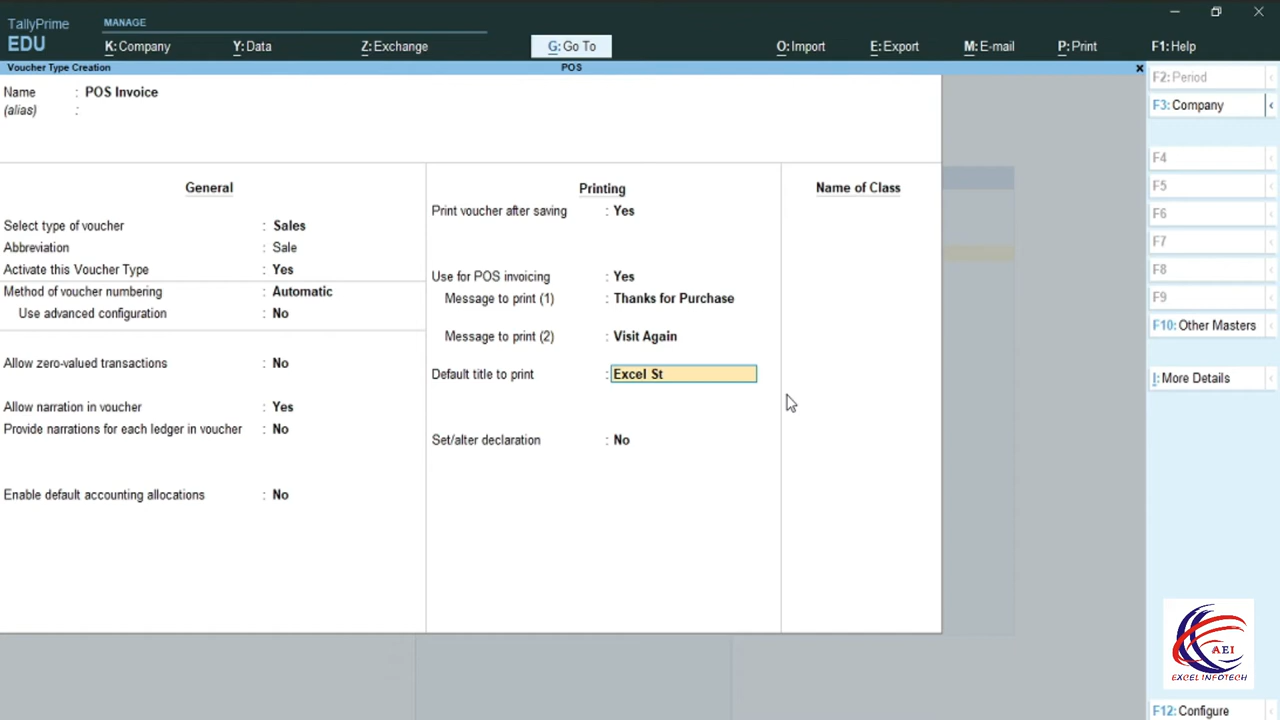 TallyPrime
EDU
MANAGE
K: Company
Y: Data
Z: Exchange
G: Go To
O: Import
E: Export
M: E-mail
P: Print
F1: Help
Voucher Type Creation
POS
Name : POS Invoice
(alias) :
General
Select type of voucher : Sales
Abbreviation : Sale
Activate this Voucher Type : Yes
Method of voucher numbering : Automatic
Use advanced configuration : No
Allow zero-valued transactions : No
Allow narration in voucher : Yes
Provide narrations for each ledger in voucher : No
Enable default accounting allocations : No
Printing
Print voucher after saving : Yes
Use for POS invoicing : Yes
Message to print (1) : Thanks for Purchase
Message to print (2) : Visit Again
Default title to print : Excel St
Set/alter declaration : No
Name of Class
F2: Period
F3: Company
F4
F5
F6
F7
F8
F9
F10: Other Masters
I: More Details
AEI
EXCEL INFOTECH
F12: Configure